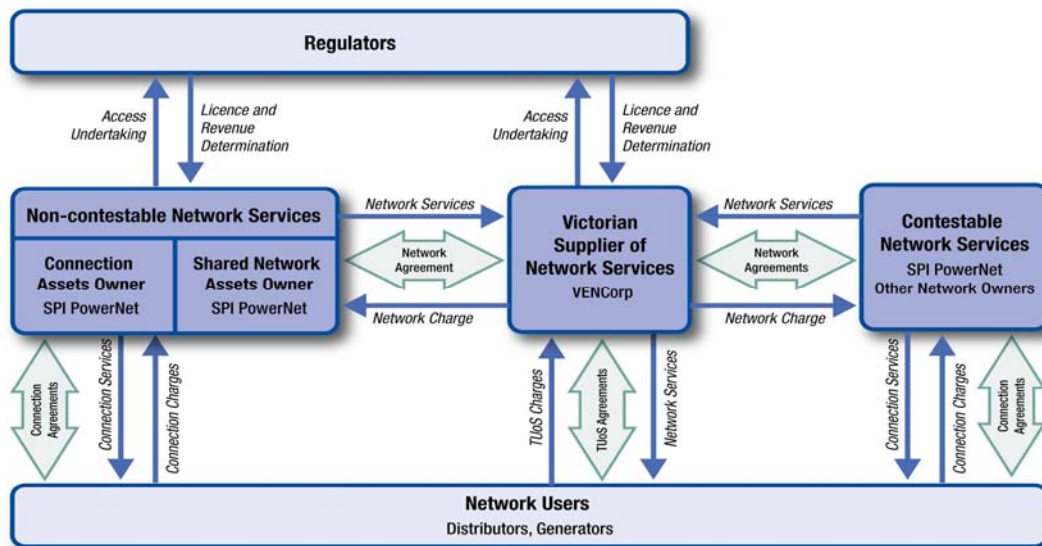 Regulators
Access
Undertaking
Licence and
Revenue
Determination
Access
Undertaking
Licence and
Revenue
Determination
Non-contestable Network Services
Connection
Assets Owner
SPI PowerNet
Shared Network
Assets Owner
SPI PowerNet
Network Services
Network
Agreement
Network Charge
Victorian
Supplier of
Network Services
VENCorp
Network Services
Network
Agreements
Network Charge
Contestable
Network Services
SPI PowerNet
Other Network Owners
Connection
Agreements
Connection Services
Connection Charges
TUoS Charges
TUoS Agreements
Network Services
Connection Services
Connection Charges
Connection
Agreements
Network Users
Distributors, Generators